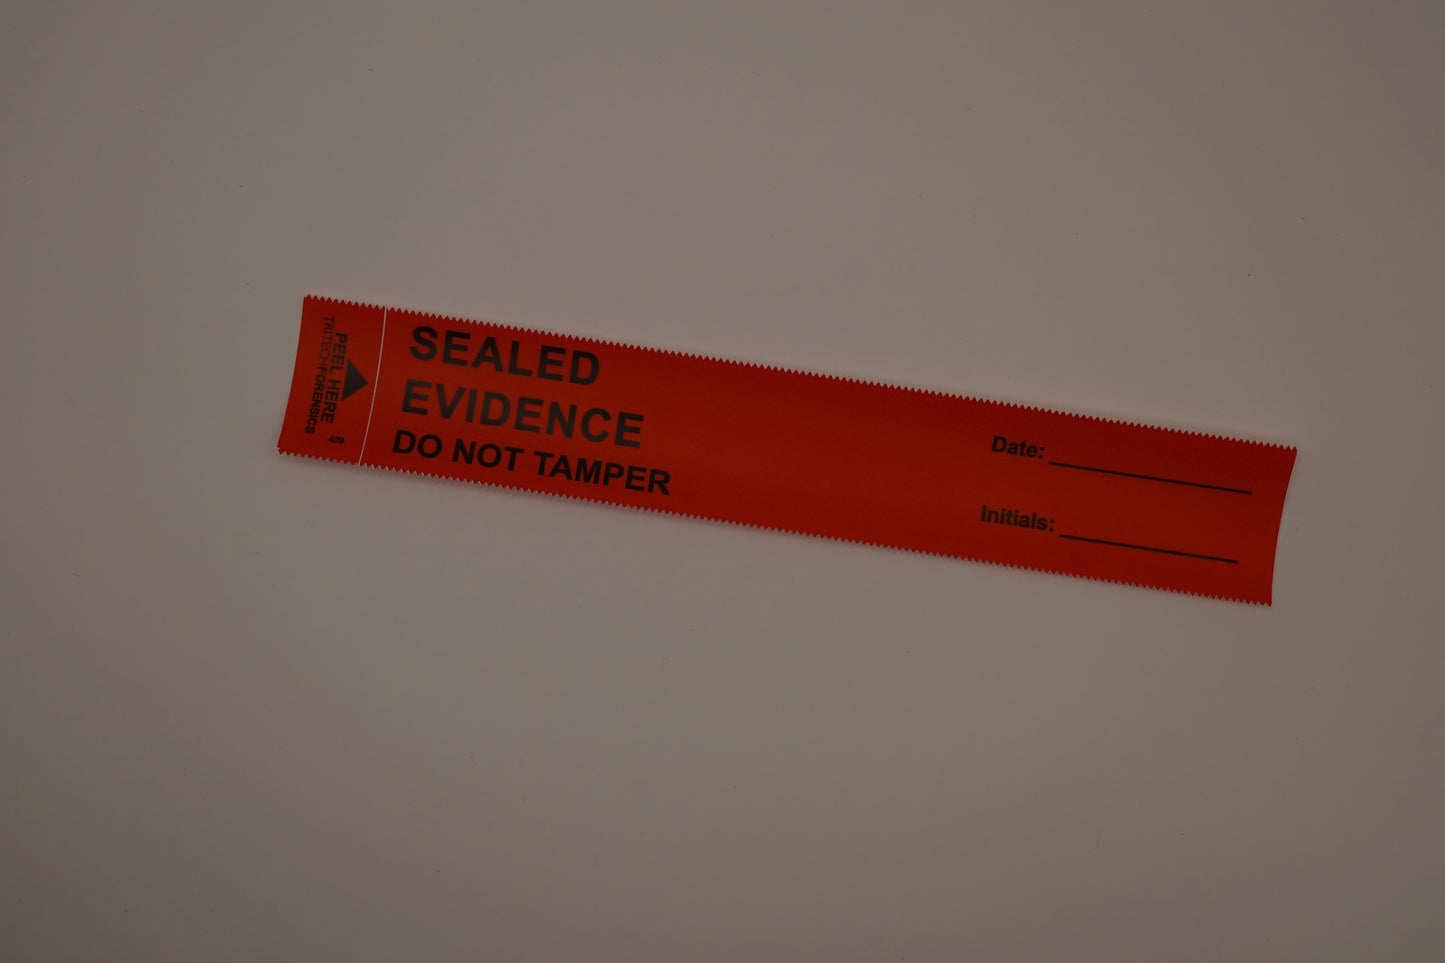 PEEL HERE
TRITECHFORENSICS
409
SEALED
EVIDENCE
DO NOT TAMPER
Date:
Initials: